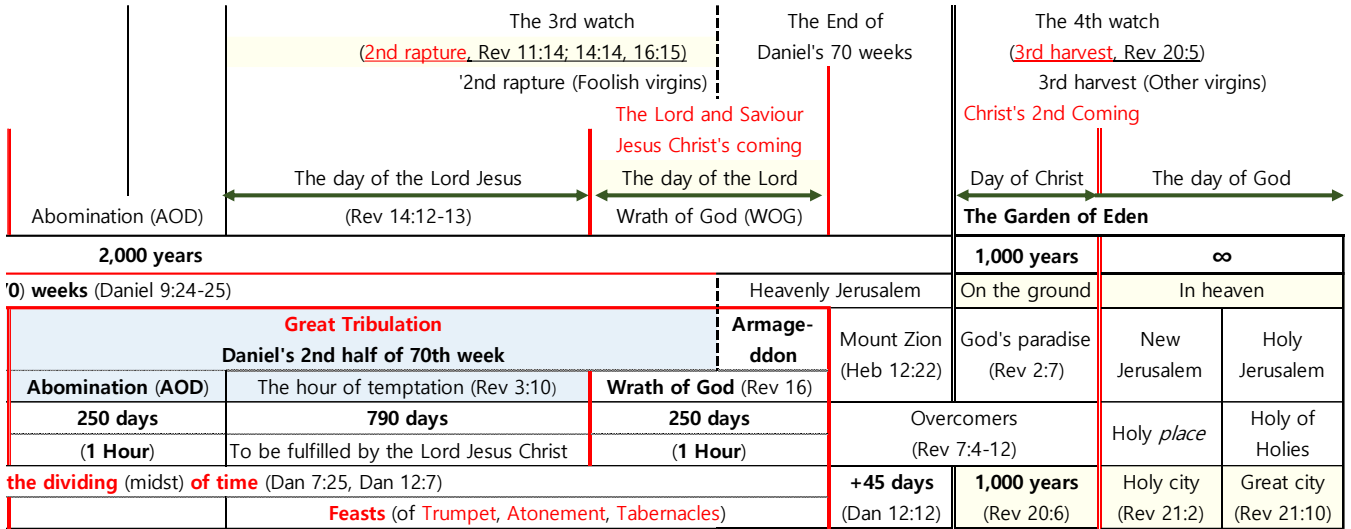 The 3rd watch
(2nd rapture, Rev 11:14; 14:14, 16:15)
'2nd rapture (Foolish virgins)
The End of
Daniel's 70 weeks
The 4th watch
(3rd harvest, Rev 20:5)
3rd harvest (Other virgins)
The Lord and Saviour
Jesus Christ's coming
Christ's 2nd Coming
The day of the Lord Jesus
The day of the Lord
Day of Christ
The day of God
Abomination (AOD)
(Rev 14:12-13)
Wrath of God (WOG)
The Garden of Eden
2,000 years
1,000 years
∞
'0) weeks (Daniel 9:24-25)
Heavenly Jerusalem
On the ground
In heaven
Great Tribulation
Daniel's 2nd half of 70th week
Armage-
ddon
Mount Zion
(Heb 12:22)
God's paradise
(Rev 2:7)
New
Jerusalem
Holy
Jerusalem
Abomination (AOD)
The hour of temptation (Rev 3:10)
Wrath of God (Rev 16)
250 days
790 days
250 days
Overcomers
(Rev 7:4-12)
Holy place
Holy of
Holies
(1 Hour)
To be fulfilled by the Lord Jesus Christ
(1 Hour)
the dividing (midst) of time (Dan 7:25, Dan 12:7)
+45 days
(Dan 12:12)
1,000 years
(Rev 20:6)
Holy city
(Rev 21:2)
Great city
(Rev 21:10)
Feasts (of Trumpet, Atonement, Tabernacles)